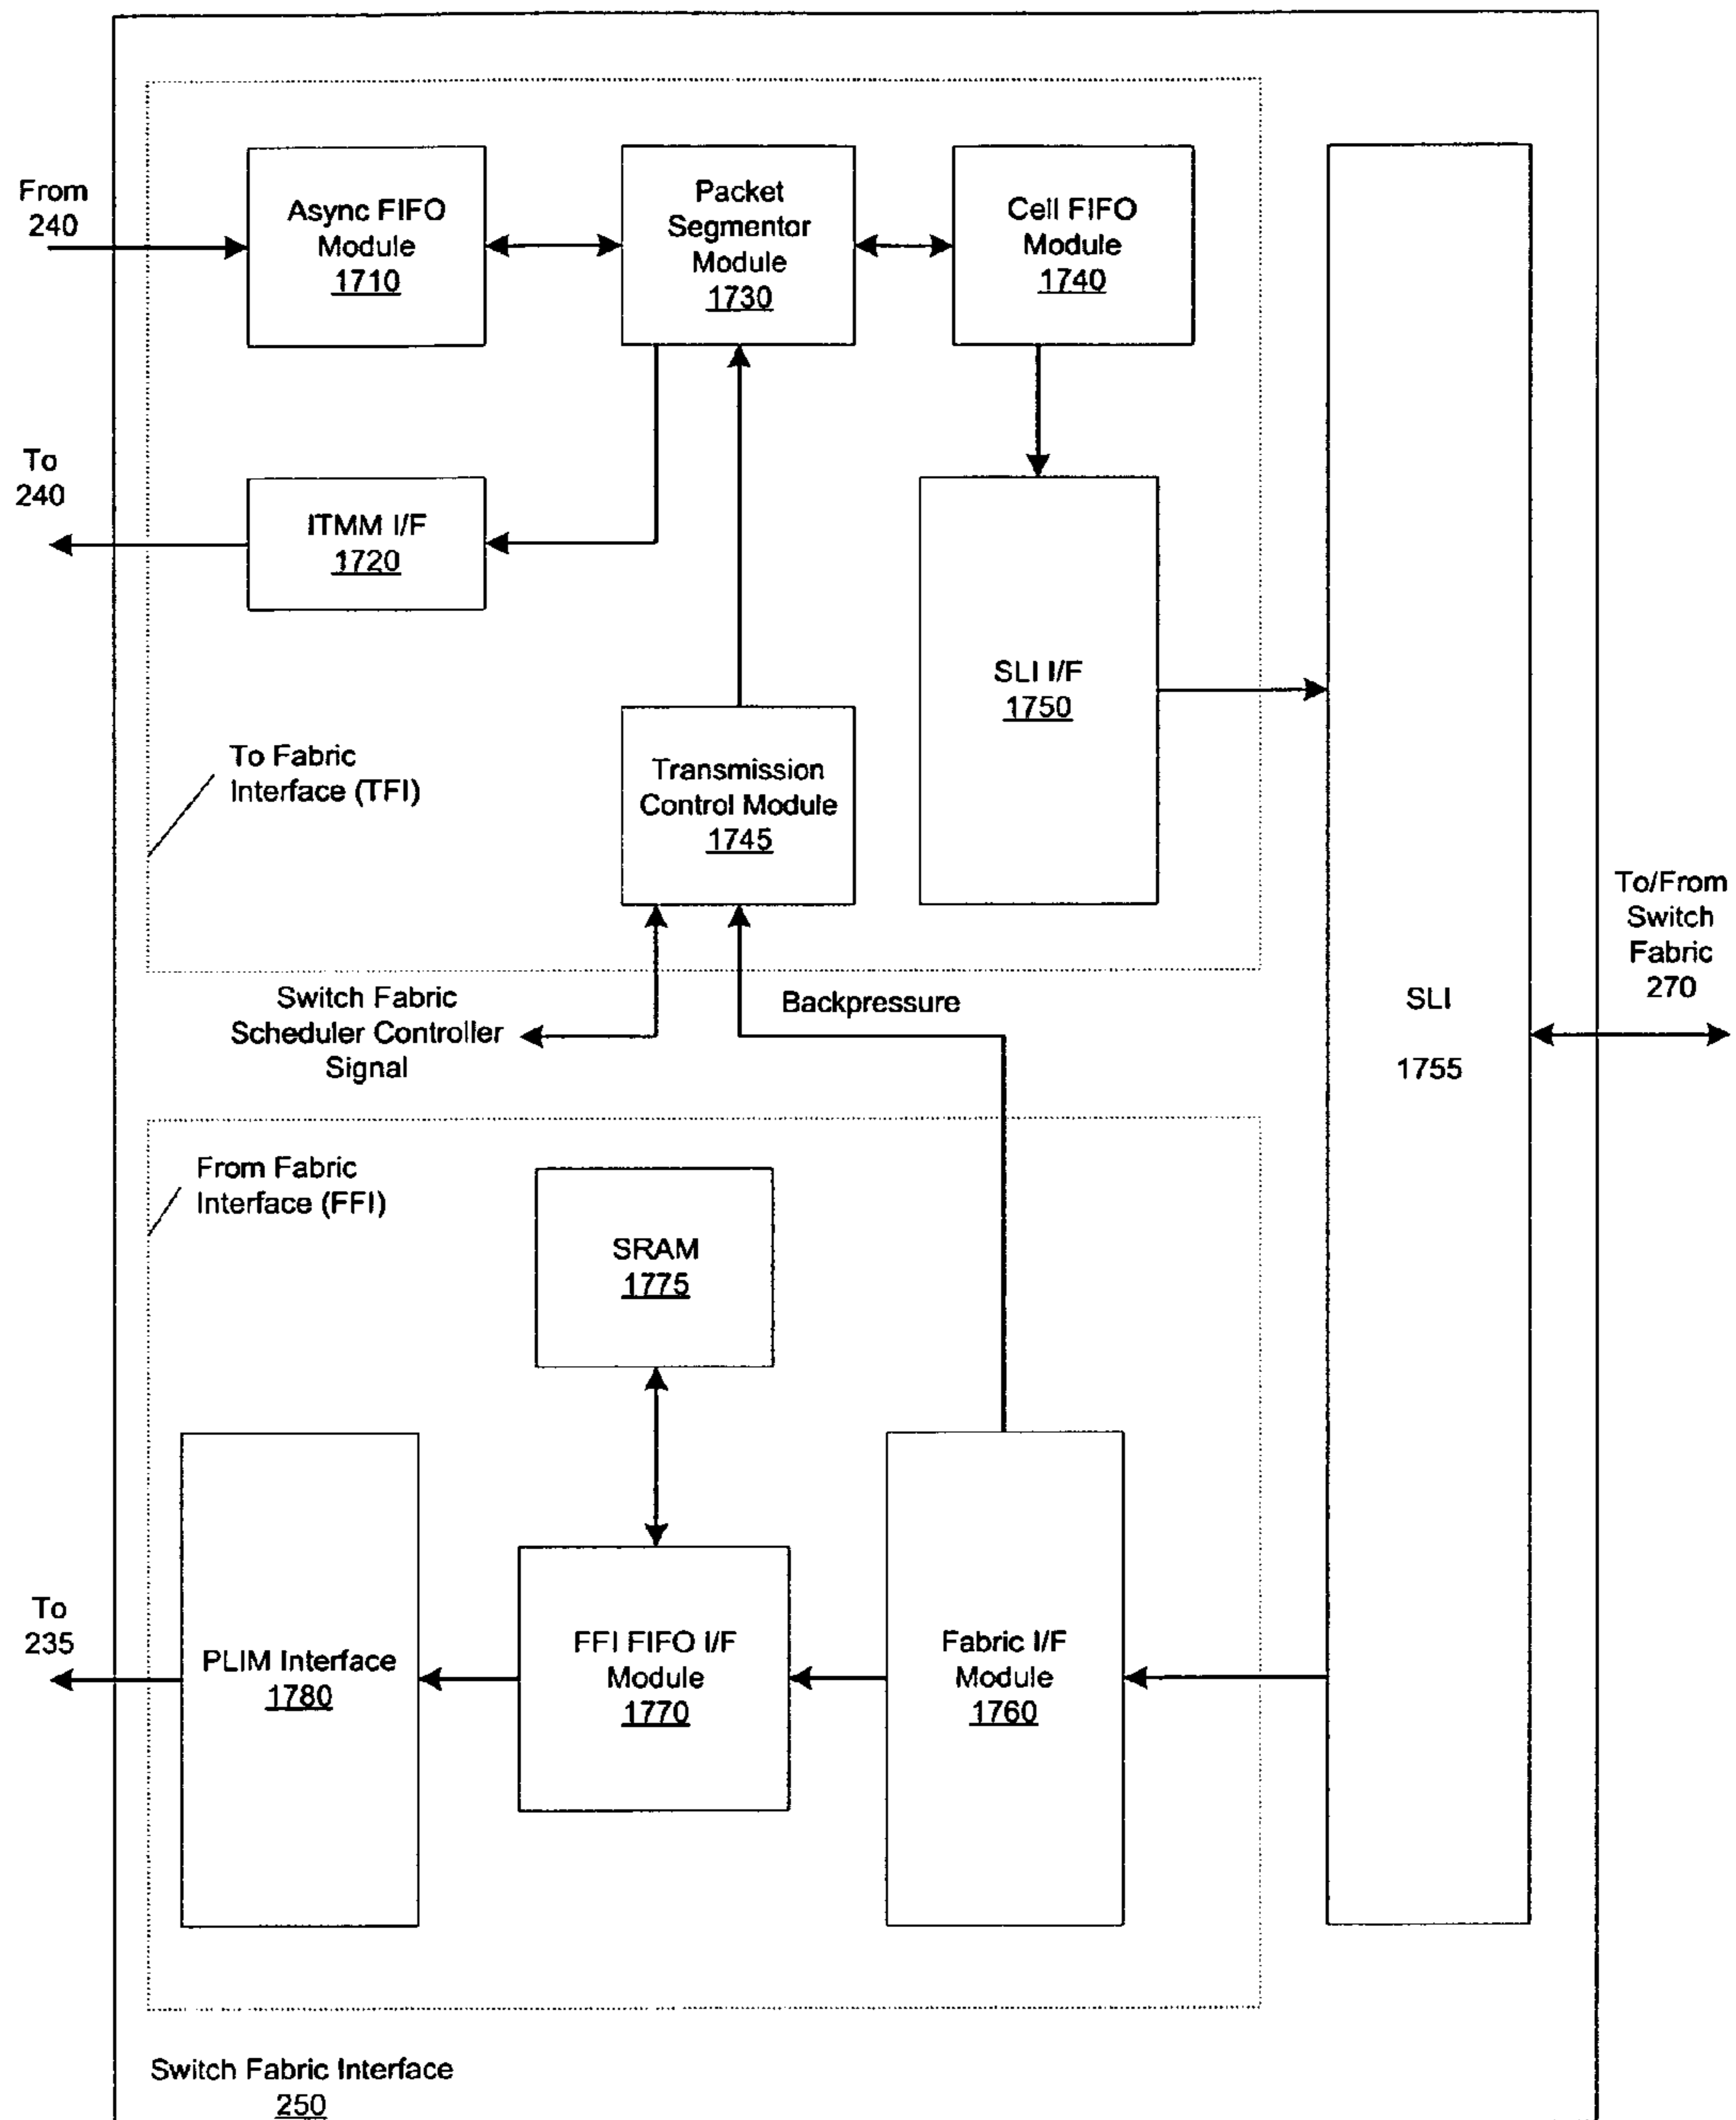 From
240
Async FIFO
Module
1710
Packet
Segmentor
Module
1730
Cell FIFO
Module
1740
To
240
ITMM I/F
1720
SLI I/F
1750
To Fabric
Interface (TFI)
Transmission
Control Module
1745
To/From
Switch
Fabric
270
Switch Fabric
Scheduler Controller
Signal
Backpressure
SLI
1755
From Fabric
Interface (FFI)
SRAM
1775
To
235
PLIM Interface
1780
FFI FIFO I/F
Module
1770
Fabric I/F
Module
1760
Switch Fabric Interface
250